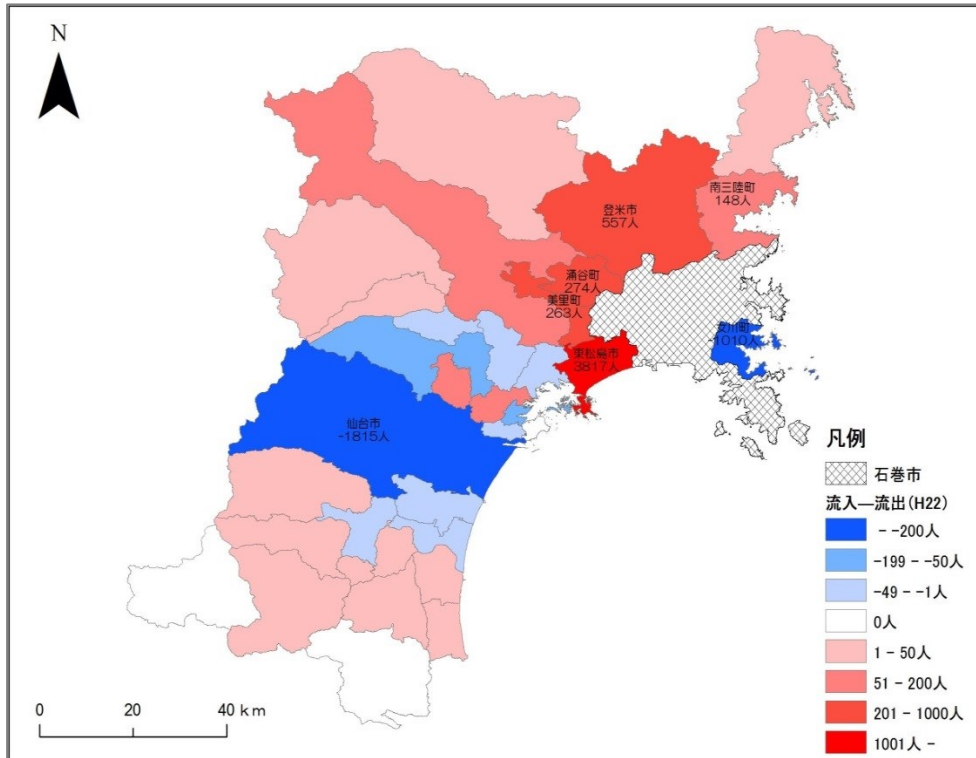 N
南三陸町
148人
登米市
557人
涌谷町
274人
美里町
263人
女川町
-1010人
東松島市
3817人
仙台市
-1815人
凡例
石巻市
流入―流出(H22)
- -200人
-199 - -50人
-49 - -1人
0人
1 - 50人
51 - 200人
201 - 1000人
1001人 -
0 20 40 km